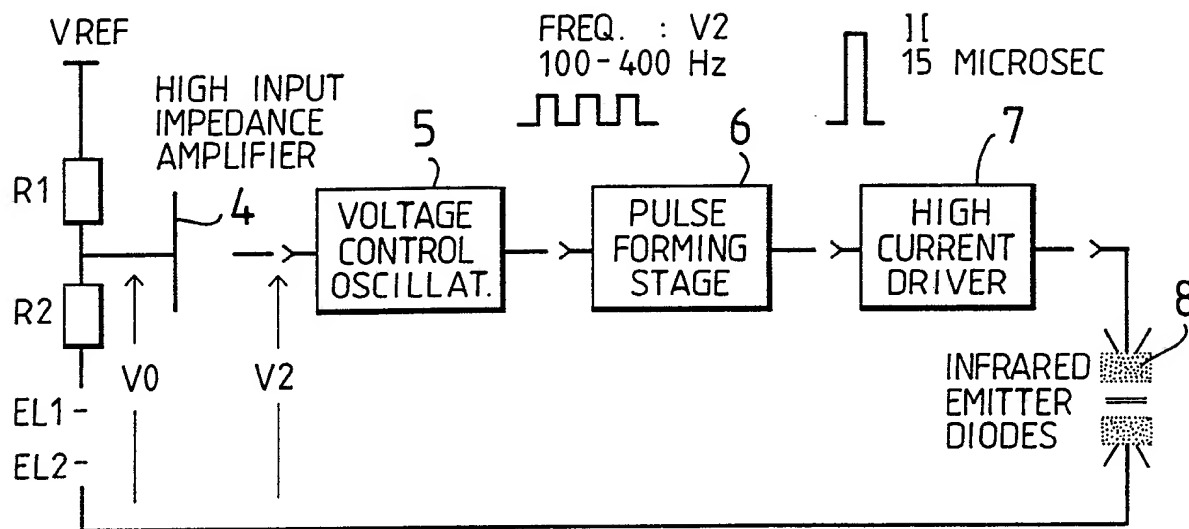 VREF
FREQ. : V2
100-400 Hz
II
15 MICROSEC
HIGH INPUT
IMPEDANCE
AMPLIFIER
5
6
7
R1
4
VOLTAGE
CONTROL
OSCILLAT.
PULSE
FORMING
STAGE
HIGH
CURRENT
DRIVER
R2
8
V0
V2
INFRARED
EMITTER
DIODES
EL1
EL2